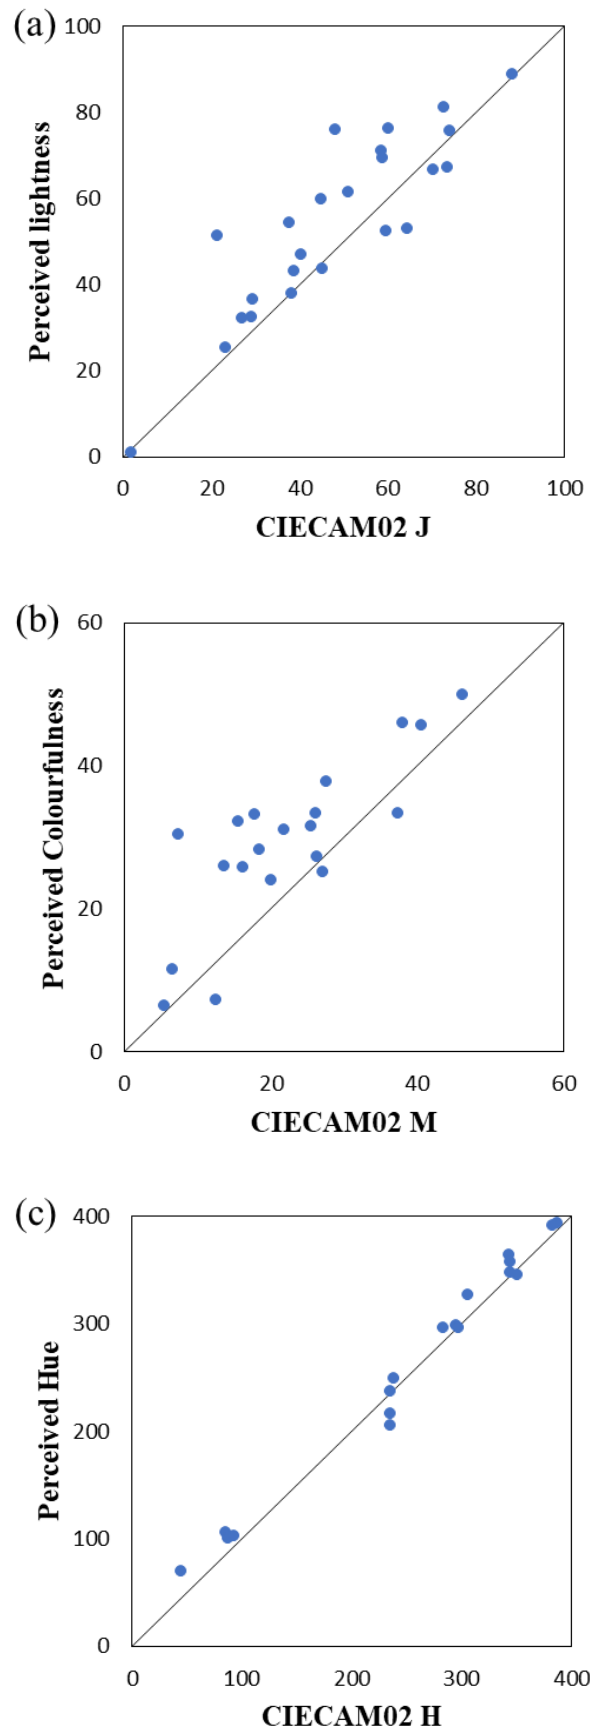 (a)
100
80
60
40
20
0
Perceived lightness
0 20 40 60 80 100
CIECAM02 J
(b)
60
40
20
0
Perceived Colourfulness
0 20 40 60
CIECAM02 M
(c)
400
300
200
100
0
Perceived Hue
0 100 200 300 400
CIECAM02 H